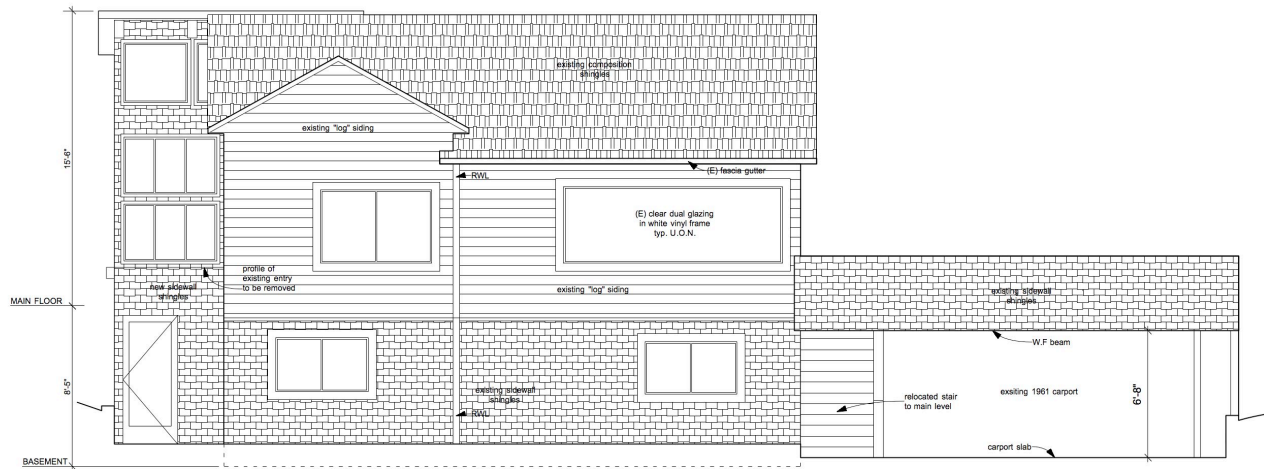 existing composition
shingles
existing "log" siding
15'-6"
RWL
(E) fascia gutter
(E) clear dual glazing
in white vinyl frame
typ. U.O.N.
profile of
existing entry
to be removed
new sidewall
shingles
existing "log" siding
existing sidewall
shingles
MAIN FLOOR
W.F beam
8'-5"
existing sidewall
shingles
RWL
relocated stair
to main level
exsiting 1961 carport
6'-8"
carport slab
BASEMENT